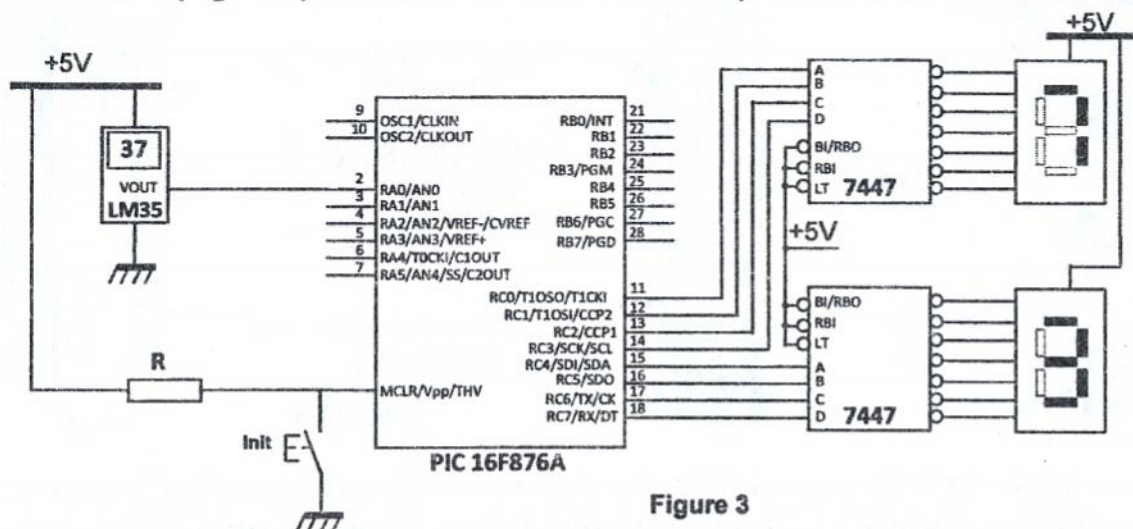 +5V
+5V
37
VOUT
LM35
9
10
2
3
4
5
6
7
OSC1/CLKIN
OSC2/CLKOUT
RA0/AN0
RA1/AN1
RA2/AN2/VREF-/CVREF
RA3/AN3/VREF+
RA4/T0CKI/C1OUT
RA5/AN4/SS/C2OUT
MCLR/Vpp/THV
RB0/INT
RB1
RB2
RB3/PGM
RB4
RB5
RB6/PGC
RB7/PGD
21
22
23
24
25
26
27
28
RC0/T1OSO/T1CKI
RC1/T1OSI/CCP2
RC2/CCP1
RC3/SCK/SCL
RC4/SDI/SDA
RC5/SDO
RC6/TX/CK
RC7/RX/DT
11
12
13
14
15
16
17
18
PIC 16F876A
A
B
C
D
BI/RBO
RBI
LT
7447
+5V
BI/RBO
RBI
LT
A
B
C
D
7447
R
Init
Figure 3